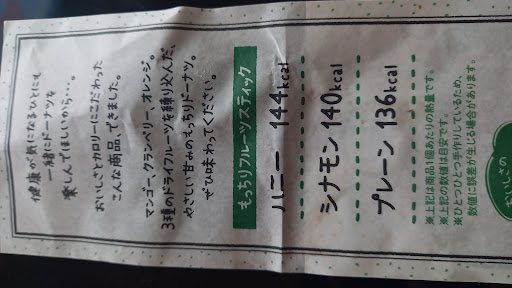 健康が気になるひとにも
一緒にドーナツを
楽しんでほしいから…。
おいしさとカロリーにこだわった
こんな商品、できました。
マンゴー、クランベリー、オレンジ。
3種のドライフルーツを練り込んだ、
やさしい甘みのもっちりドーナツ。
ぜひ味わってください。
もっちりフルーツスティック
ハニー 144kcal
シナモン 140kcal
プレーン 136kcal
※上記は商品1個あたりの熱量です。
※上記の数値は目安です。
※ひとつひとつ手作りしているため、
数値に誤差が生じる場合があります。
おいしさの